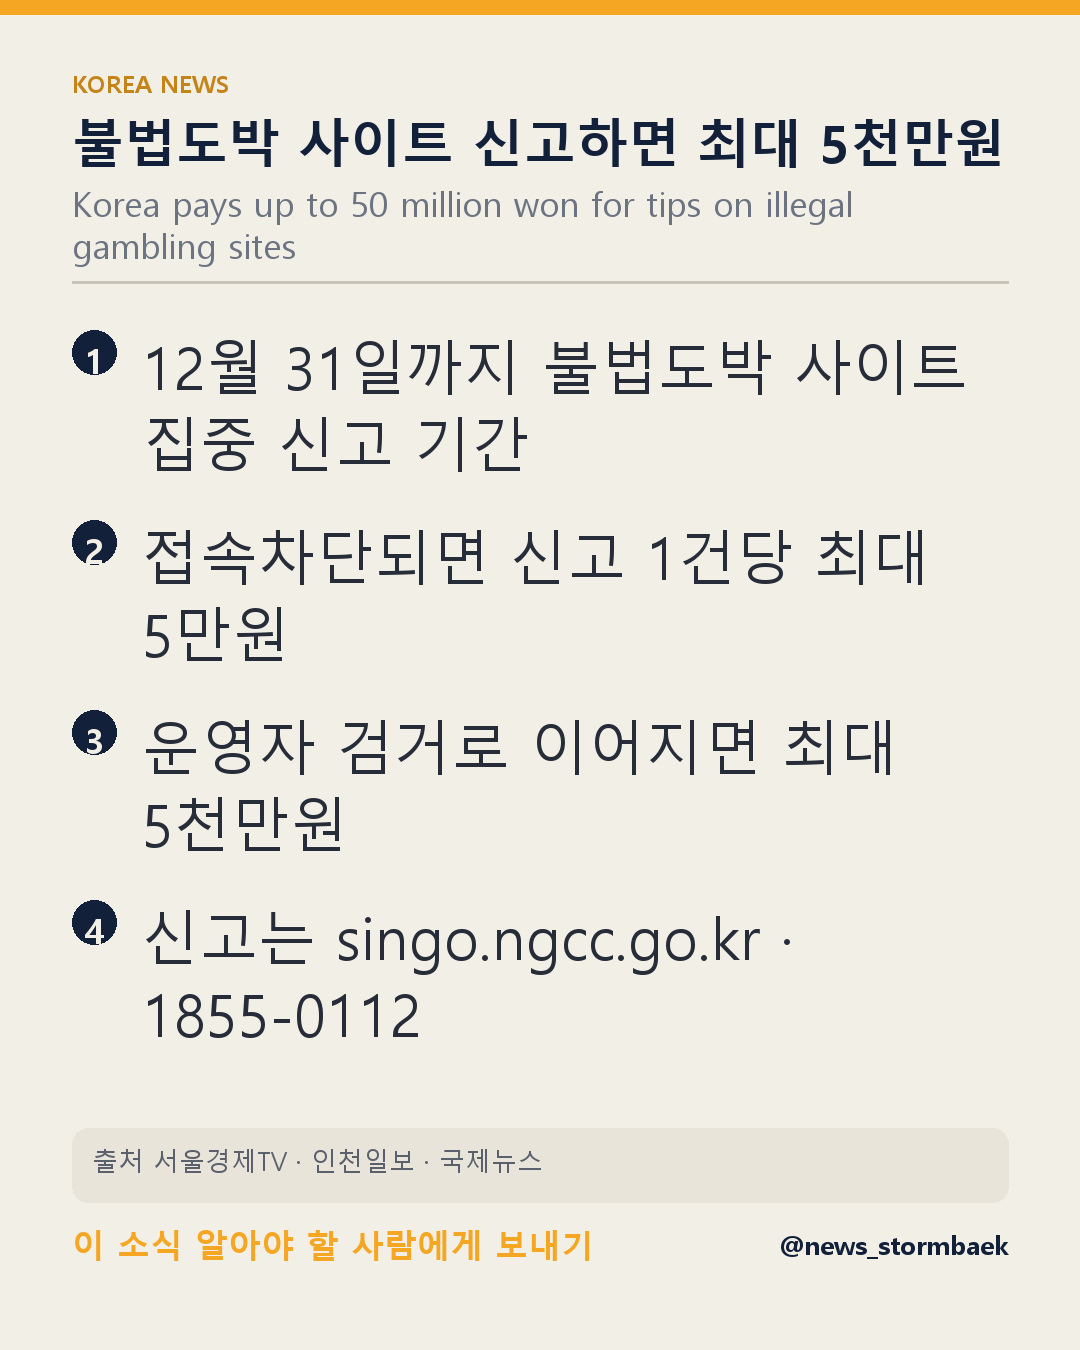 KOREA NEWS
불법도박 사이트 신고하면 최대 5천만원
Korea pays up to 50 million won for tips on illegal
gambling sites
1 12월 31일까지 불법도박 사이트
집중 신고 기간
2 접속차단되면 신고 1건당 최대
5만원
3 운영자 검거로 이어지면 최대
5천만원
4 신고는 singo.ngcc.go.kr ·
1855-0112
출처 서울경제TV · 인천일보 · 국제뉴스
이 소식 알아야 할 사람에게 보내기
@news_stormbaek